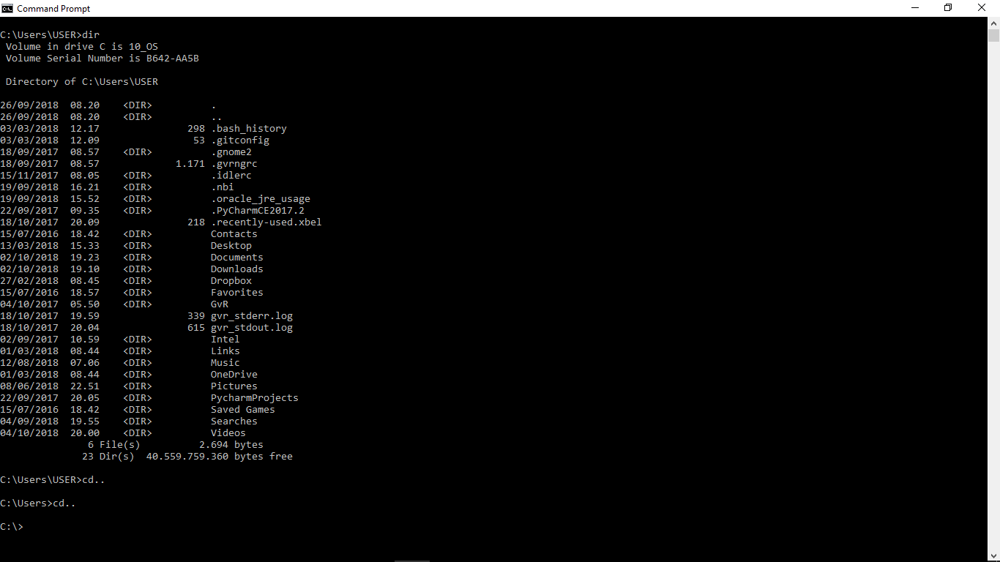 Command Prompt
C:\Users\USER>dir
 Volume in drive C is 10_OS
 Volume Serial Number is B642-AA5B
 Directory of C:\Users\USER
26/09/2018  08.20    <DIR>          .
26/09/2018  08.20    <DIR>          ..
03/03/2018  12.17               298 .bash_history
03/03/2018  12.09                53 .gitconfig
18/09/2017  08.57    <DIR>          .gnome2
18/09/2017  08.57             1.171 .gvrngrc
15/11/2017  08.05    <DIR>          .idlerc
19/09/2018  16.21    <DIR>          .nbi
19/09/2018  15.52    <DIR>          .oracle_jre_usage
22/09/2017  09.35    <DIR>          .PyCharmCE2017.2
18/10/2017  20.09               218 .recently-used.xbel
15/07/2016  18.42    <DIR>          Contacts
13/03/2018  15.33    <DIR>          Desktop
02/10/2018  19.23    <DIR>          Documents
02/10/2018  19.10    <DIR>          Downloads
27/02/2018  08.45    <DIR>          Dropbox
15/07/2016  18.57    <DIR>          Favorites
04/10/2017  05.50    <DIR>          GvR
18/10/2017  19.59               339 gvr_stderr.log
18/10/2017  20.04               615 gvr_stdout.log
02/09/2017  10.59    <DIR>          Intel
01/03/2018  08.44    <DIR>          Links
12/08/2018  07.06    <DIR>          Music
01/03/2018  08.44    <DIR>          OneDrive
08/06/2018  22.51    <DIR>          Pictures
22/09/2017  20.05    <DIR>          PycharmProjects
15/07/2016  18.42    <DIR>          Saved Games
04/09/2018  19.55    <DIR>          Searches
04/10/2018  20.00    <DIR>          Videos
               6 File(s)          2.694 bytes
              23 Dir(s)  40.559.759.360 bytes free
C:\Users\USER>cd..
C:\Users>cd..
C:\>